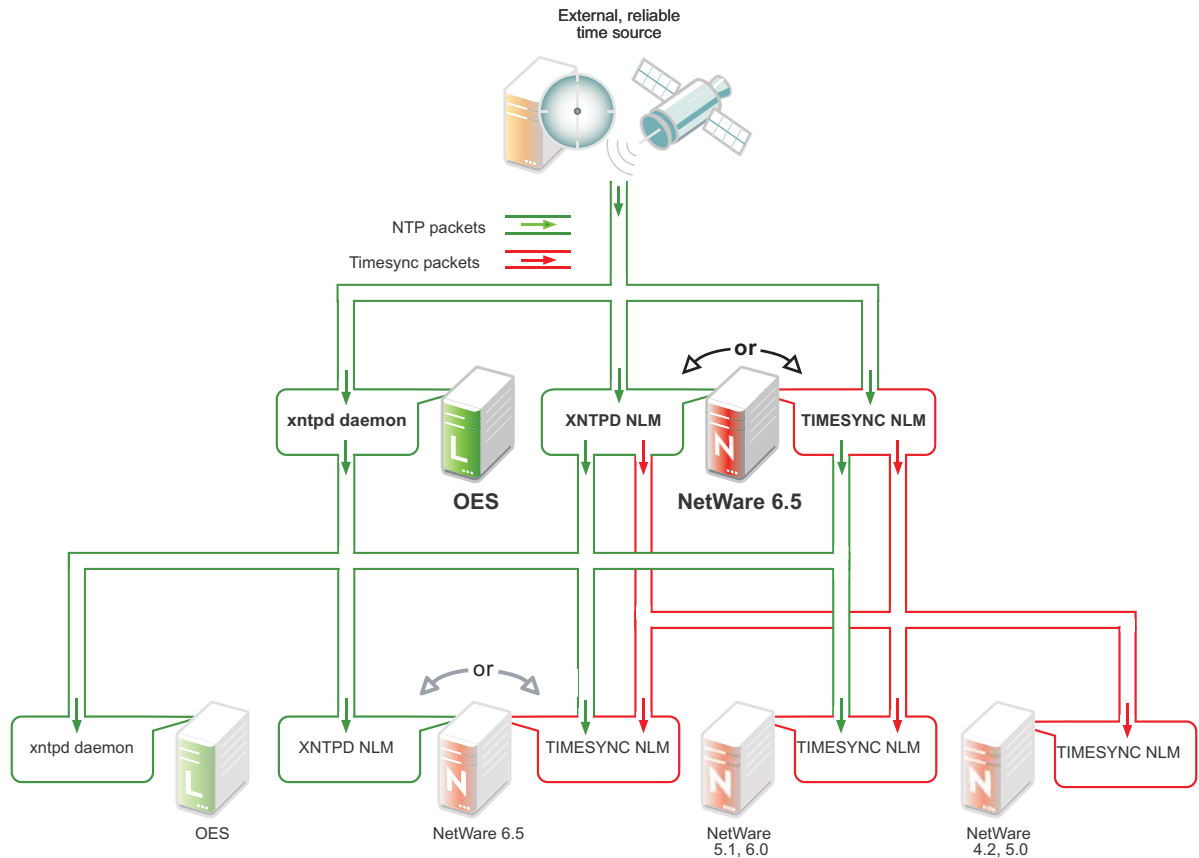 External, reliable
time source
NTP packets
Timesync packets
or
xntpd daemon
XNTPD NLM
TIMESYNC NLM
L
N
OES
NetWare 6.5
or
xntpd daemon
XNTPD NLM
TIMESYNC NLM
TIMESYNC NLM
TIMESYNC NLM
L
N
N
N
OES
NetWare 6.5
NetWare
5.1, 6.0
NetWare
4.2, 5.0